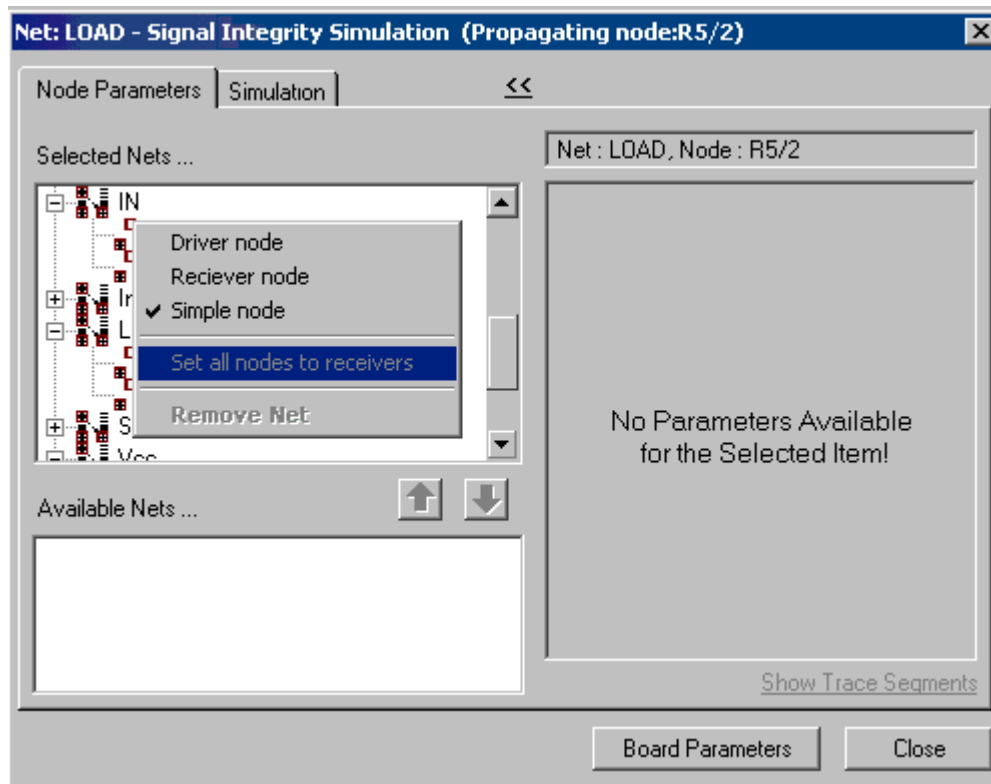 Net: LOAD - Signal Integrity Simulation (Propagating node:R5/2)
Node Parameters
Simulation
<<
Selected Nets ...
Net : LOAD, Node : R5/2
IN
Driver node
Reciever node
Simple node
Set all nodes to receivers
Remove Net
No Parameters Available
for the Selected Item!
Available Nets ...
Show Trace Segments
Board Parameters
Close